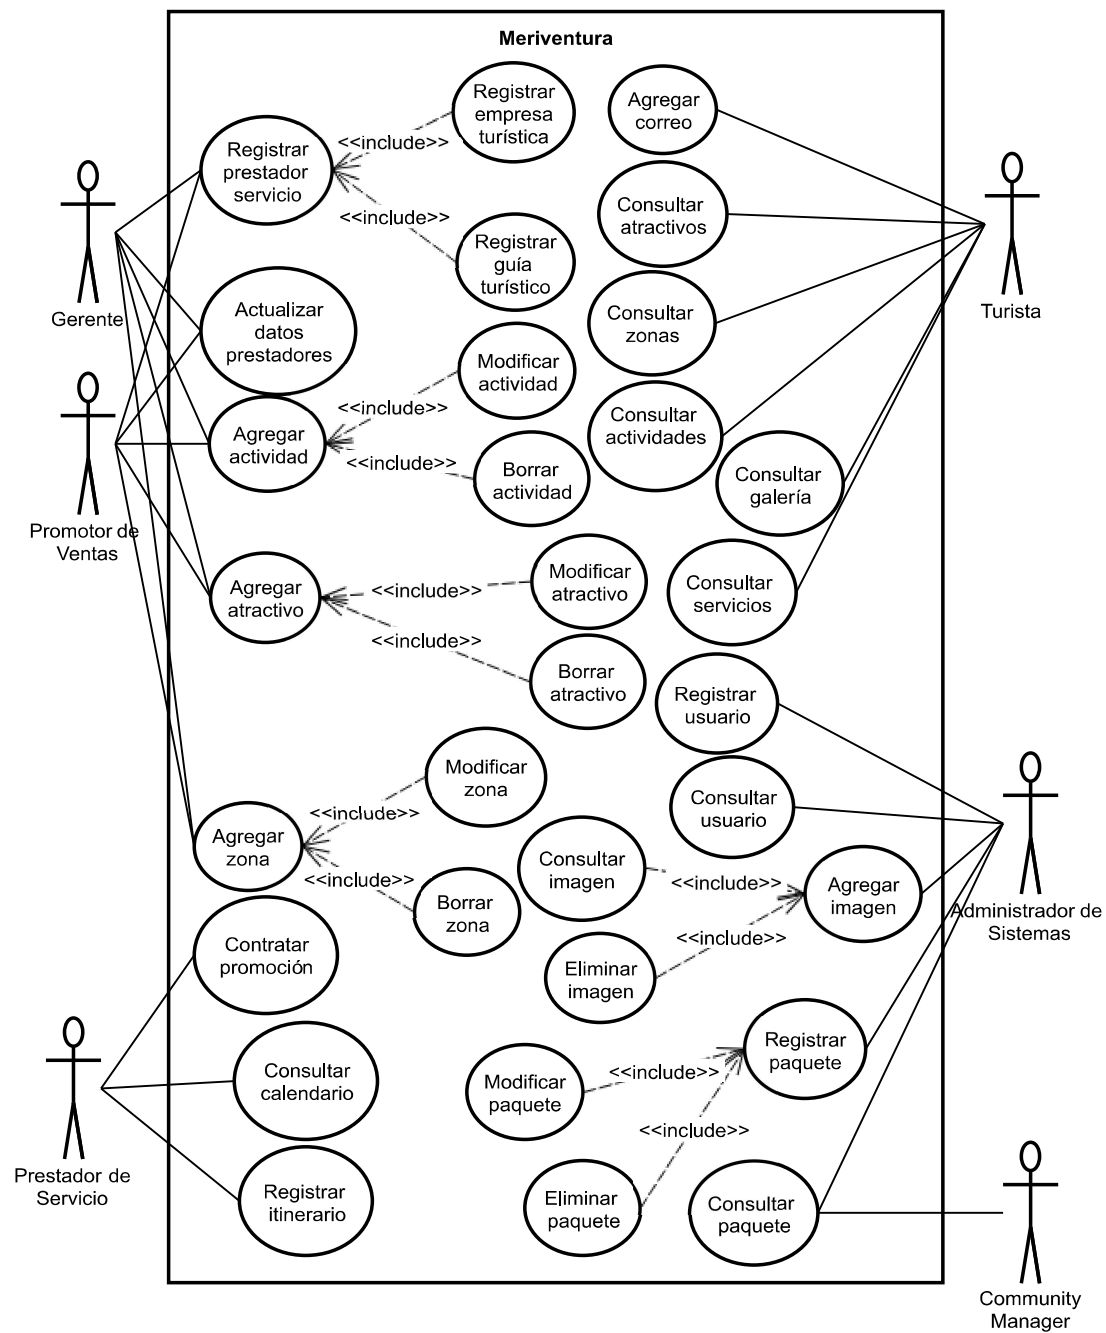 Meriventura
Registrar
empresa
turística
Agregar
correo
<<include>>
Registrar
prestador
servicio
Consultar
atractivos
<<include>>
Registrar
guía
turístico
Gerente
Turista
Actualizar
datos
prestadores
Consultar
zonas
Modificar
actividad
<<include>>
Consultar
actividades
Agregar
actividad
<<include>>
Borrar
actividad
Consultar
galería
Promotor de
Ventas
Agregar
atractivo
<<include>>
Modificar
atractivo
Consultar
servicios
<<include>>
Borrar
atractivo
Registrar
usuario
Modificar
zona
<<include>>
Consultar
usuario
Agregar
zona
<<include>>
Consultar
imagen
<<include>>
Agregar
imagen
Borrar
zona
Administrador de
Sistemas
<<include>>
Contratar
promoción
Eliminar
imagen
Registrar
paquete
Consultar
calendario
Modificar
paquete
<<include>>
<<include>>
Prestador de
Servicio
Registrar
itinerario
Eliminar
paquete
Consultar
paquete
Community
Manager